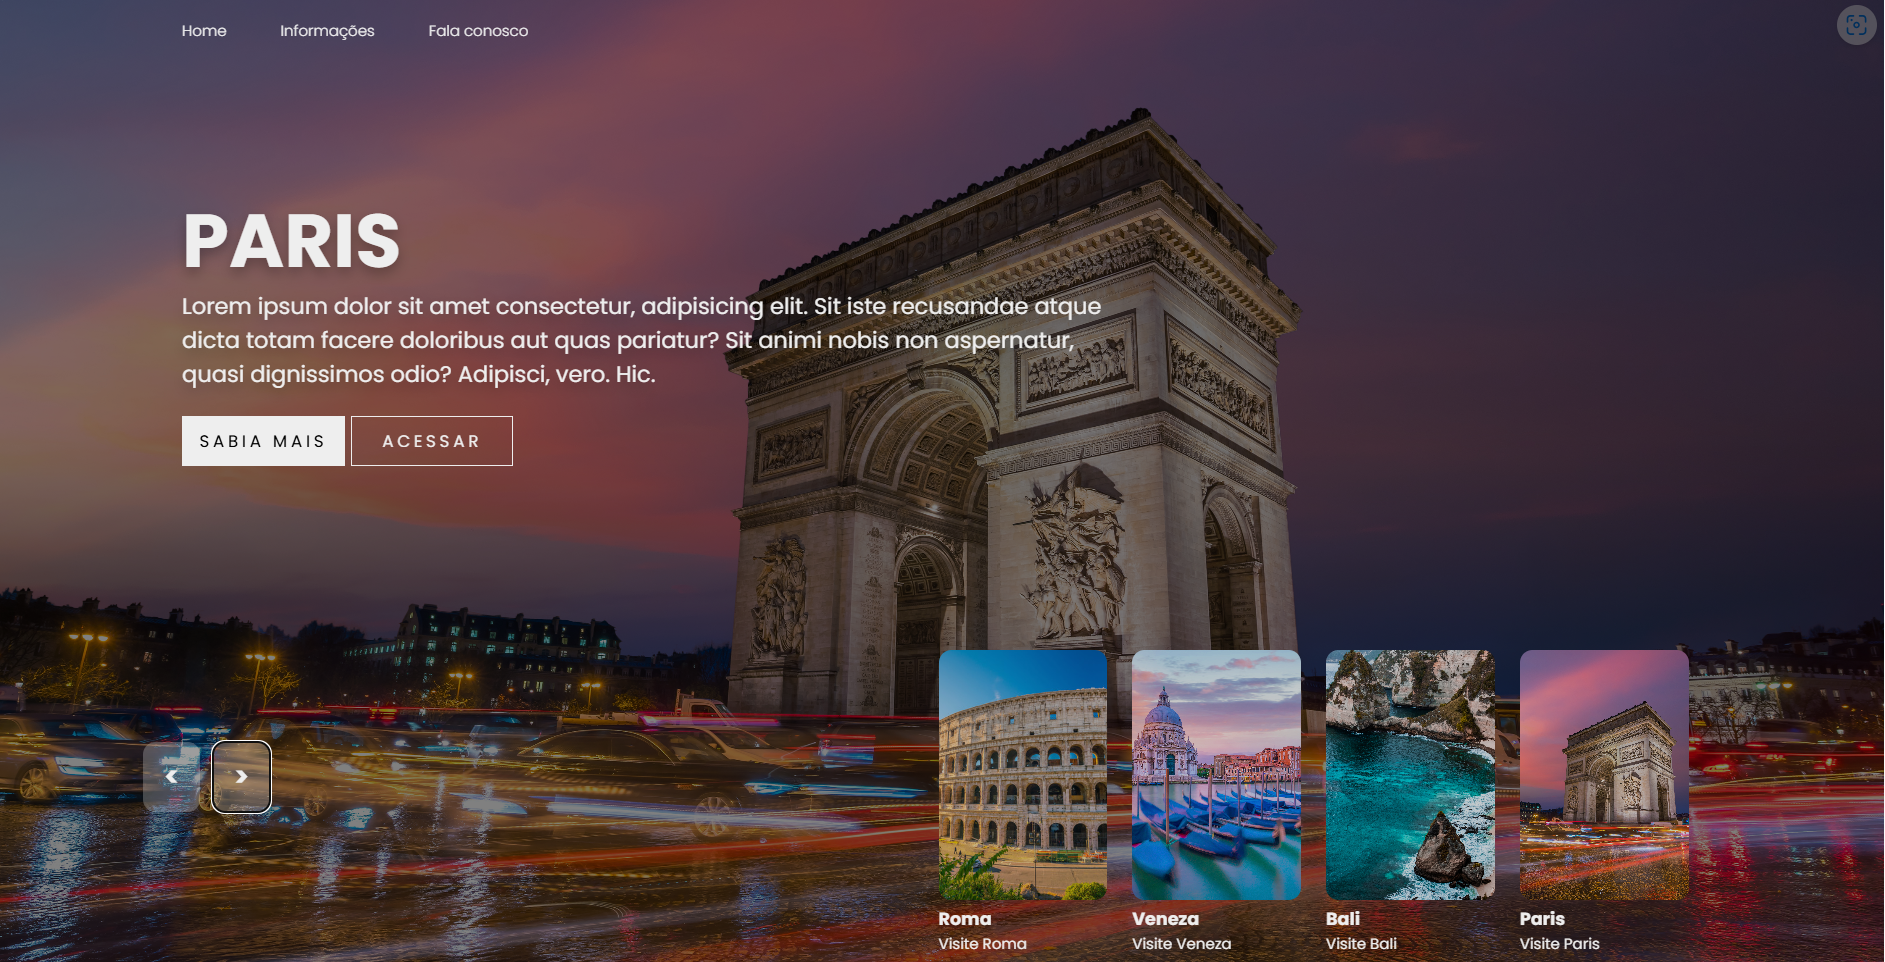 Home Informações Fala conosco
PARIS
Lorem ipsum dolor sit amet consectetur, adipisicing elit. Sit iste recusandae atque
dicta totam facere doloribus aut quas pariatur? Sit animi nobis non aspernatur,
quasi dignissimos odio? Adipisci, vero. Hic.
SABIA MAIS ACESSAR
Roma Veneza Bali Paris
Visite Roma Visite Veneza Visite Bali Visite Paris